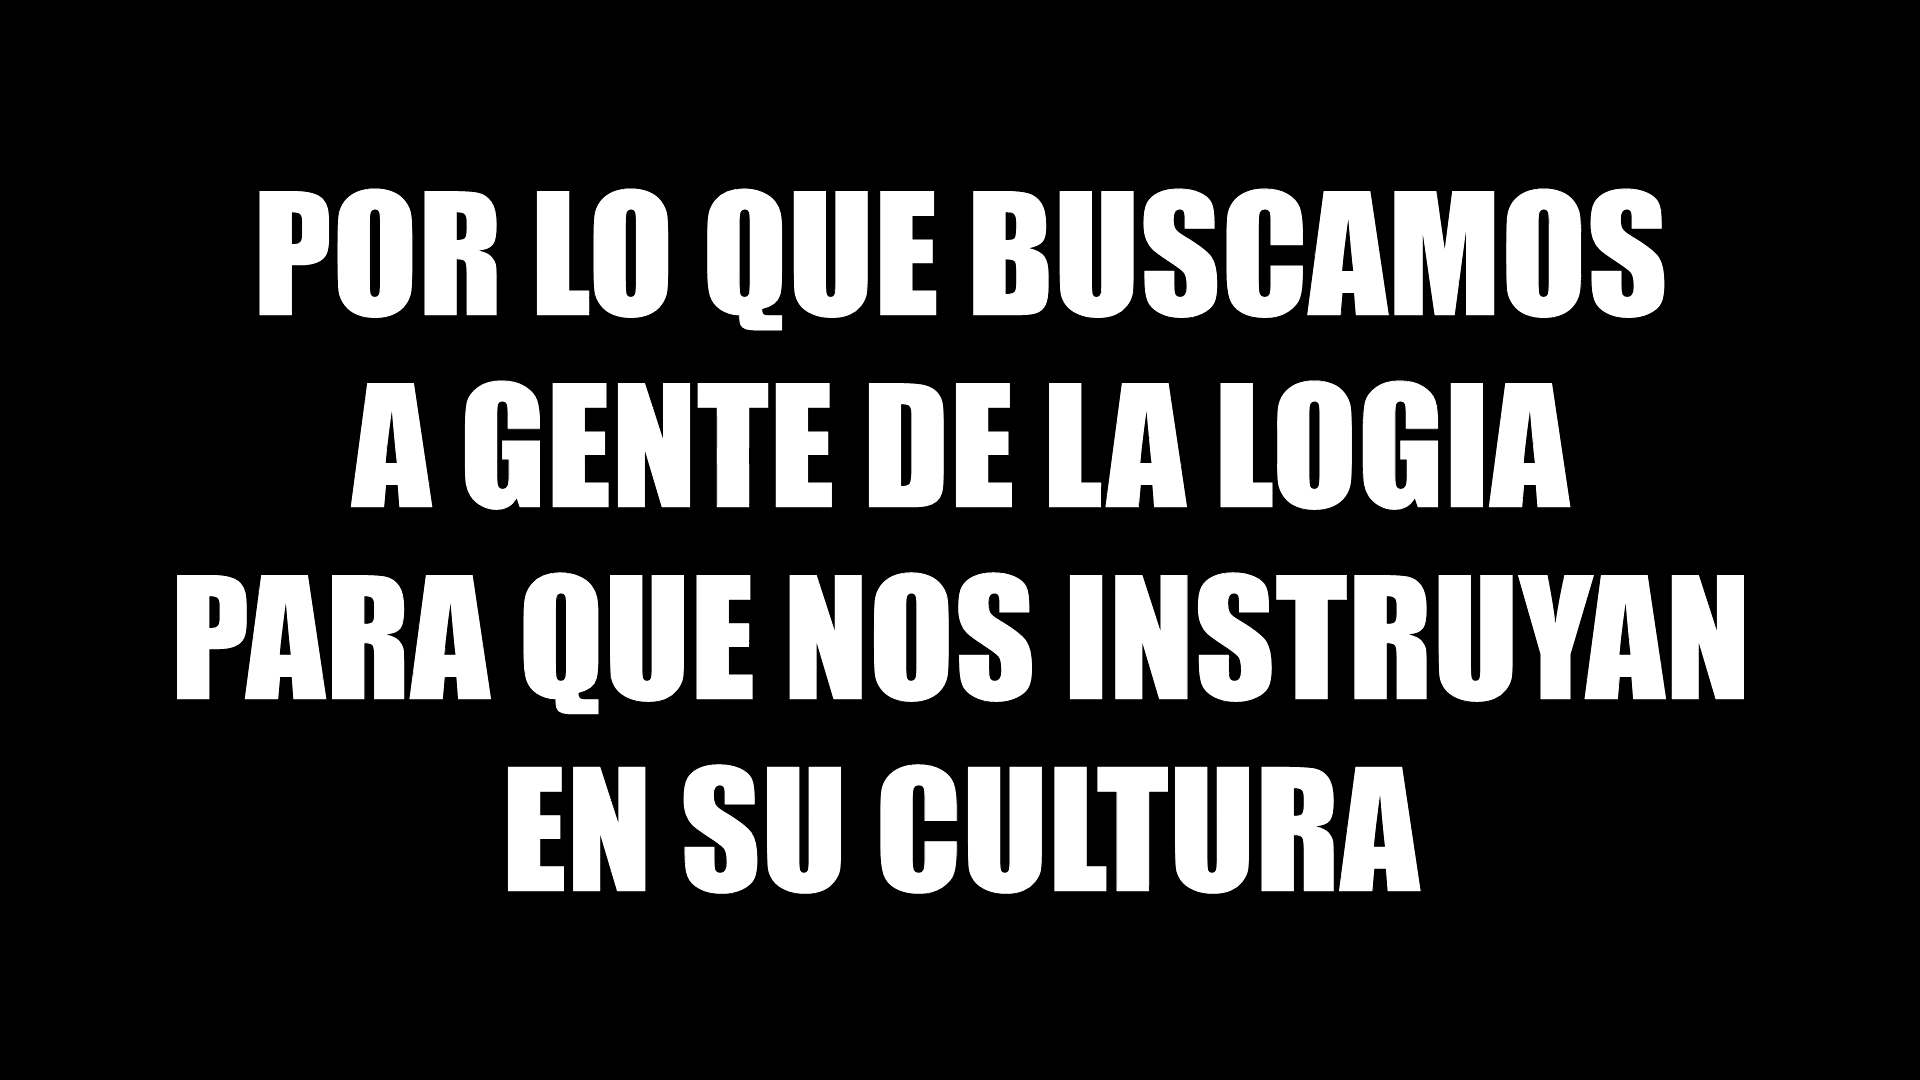 POR LO QUE BUSCAMOS
A GENTE DE LA LOGIA
PARA QUE NOS INSTRUYAN
EN SU CULTURA